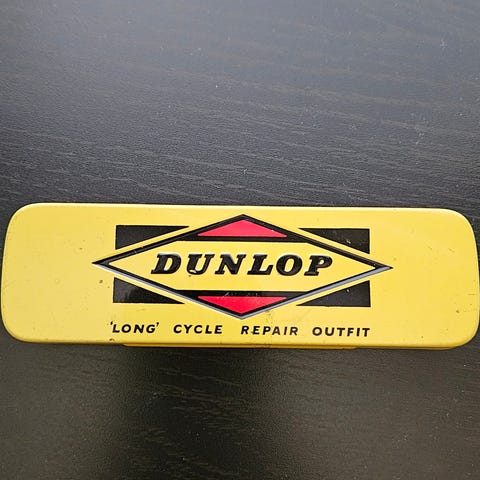 DUNLOP
'LONG' CYCLE REPAIR OUTFIT